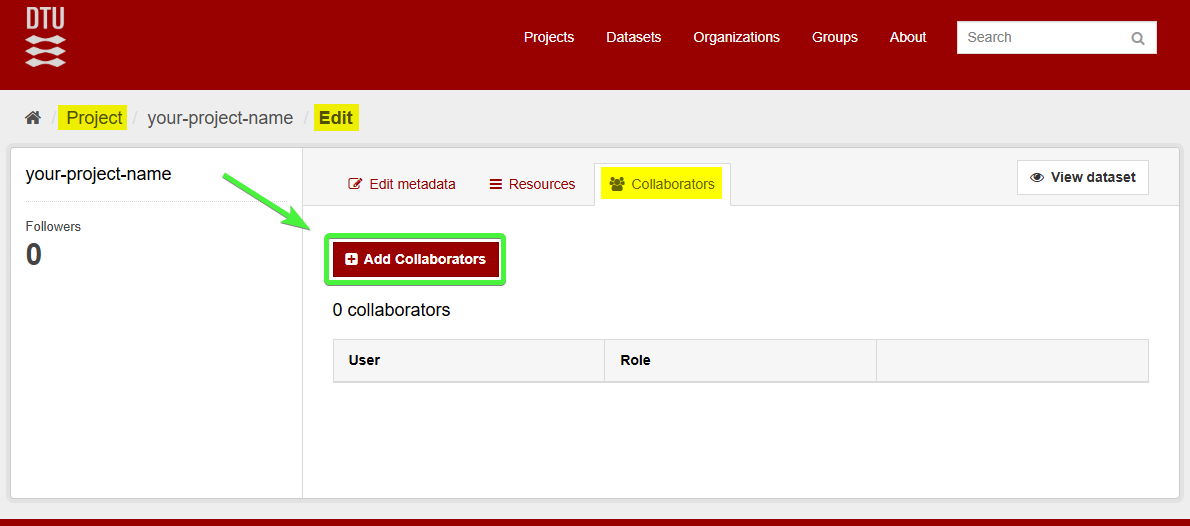 DTU
Projects Datasets Organizations Groups About Search
/ Project / your-project-name / Edit
your-project-name
Followers
0
Edit metadata Resources Collaborators View dataset
Add Collaborators
0 collaborators
User Role